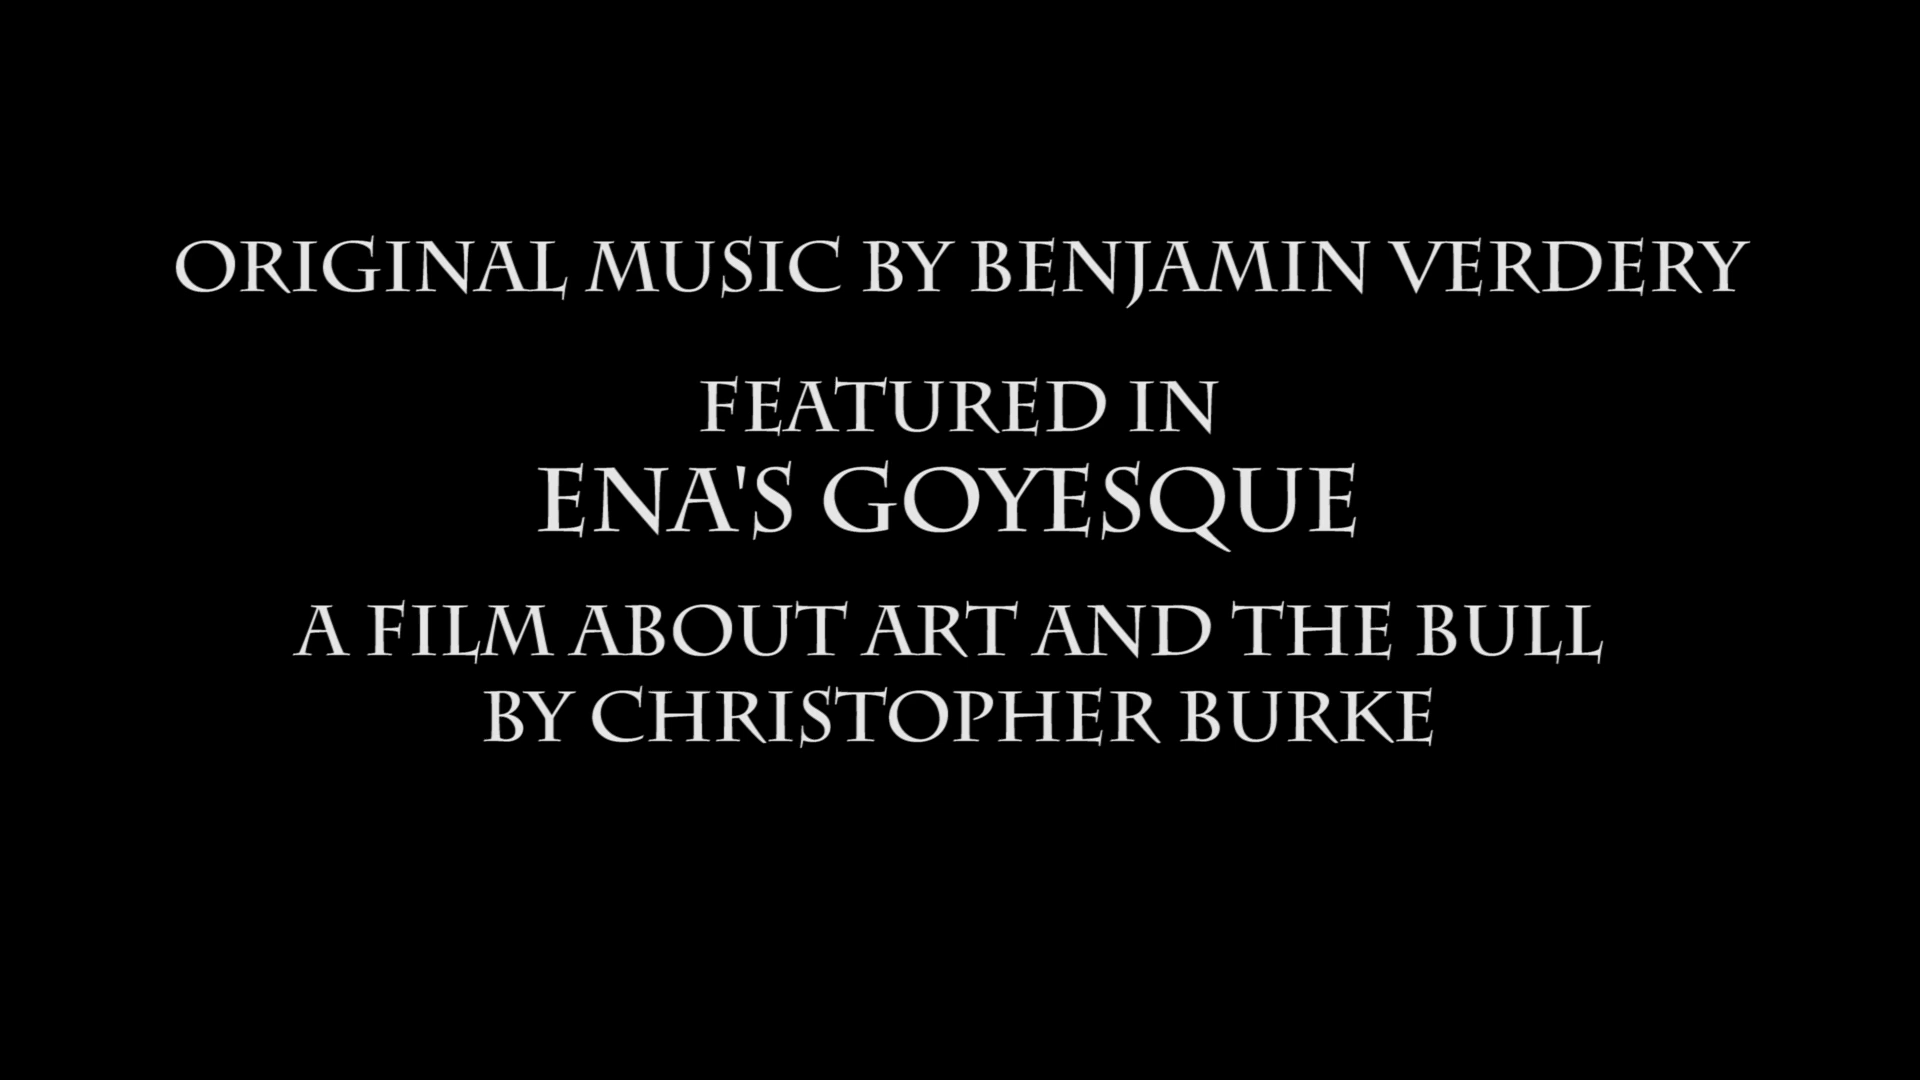 ORIGINAL MUSIC BY BENJAMIN VERDERY
FEATURED IN
ENA'S GOYESQUE
A FILM ABOUT ART AND THE BULL
BY CHRISTOPHER BURKE